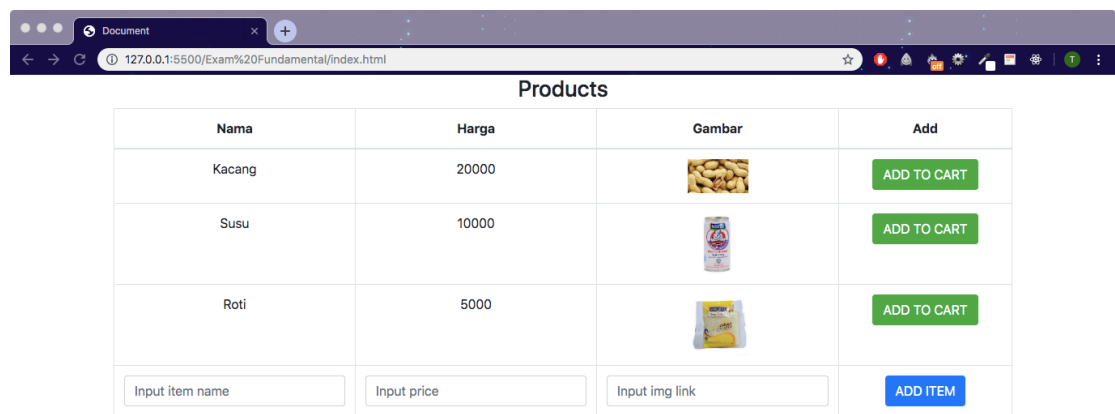 Document
127.0.0.1:5500/Exam%20Fundamental/index.html
off
T
Products
Nama Harga Gambar Add
Kacang 20000 ADD TO CART
Susu 10000 ADD TO CART
Roti 5000 ADD TO CART
Input item name Input price Input img link ADD ITEM